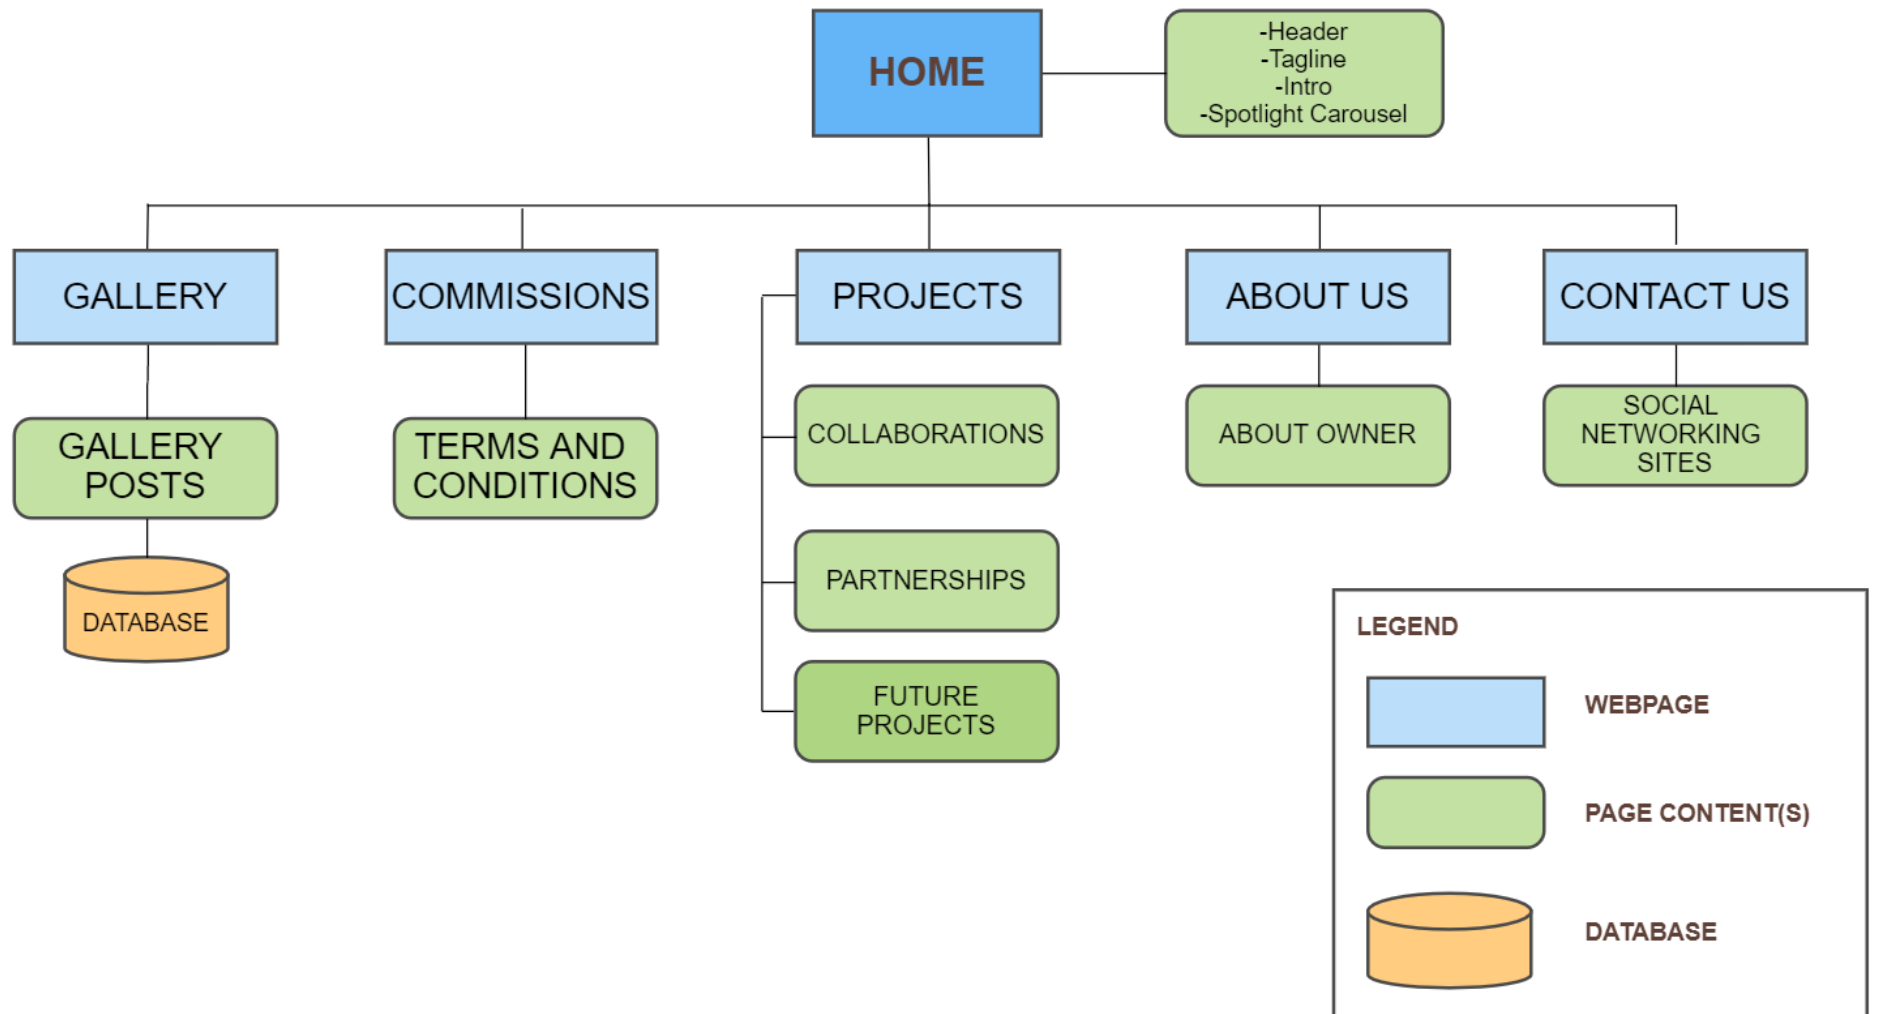 HOME
-Header
-Tagline
-Intro
-Spotlight Carousel
GALLERY
COMMISSIONS
PROJECTS
ABOUT US
CONTACT US
GALLERY
POSTS
TERMS AND
CONDITIONS
COLLABORATIONS
ABOUT OWNER
SOCIAL
NETWORKING
SITES
DATABASE
PARTNERSHIPS
FUTURE
PROJECTS
LEGEND
WEBPAGE
PAGE CONTENT(S)
DATABASE